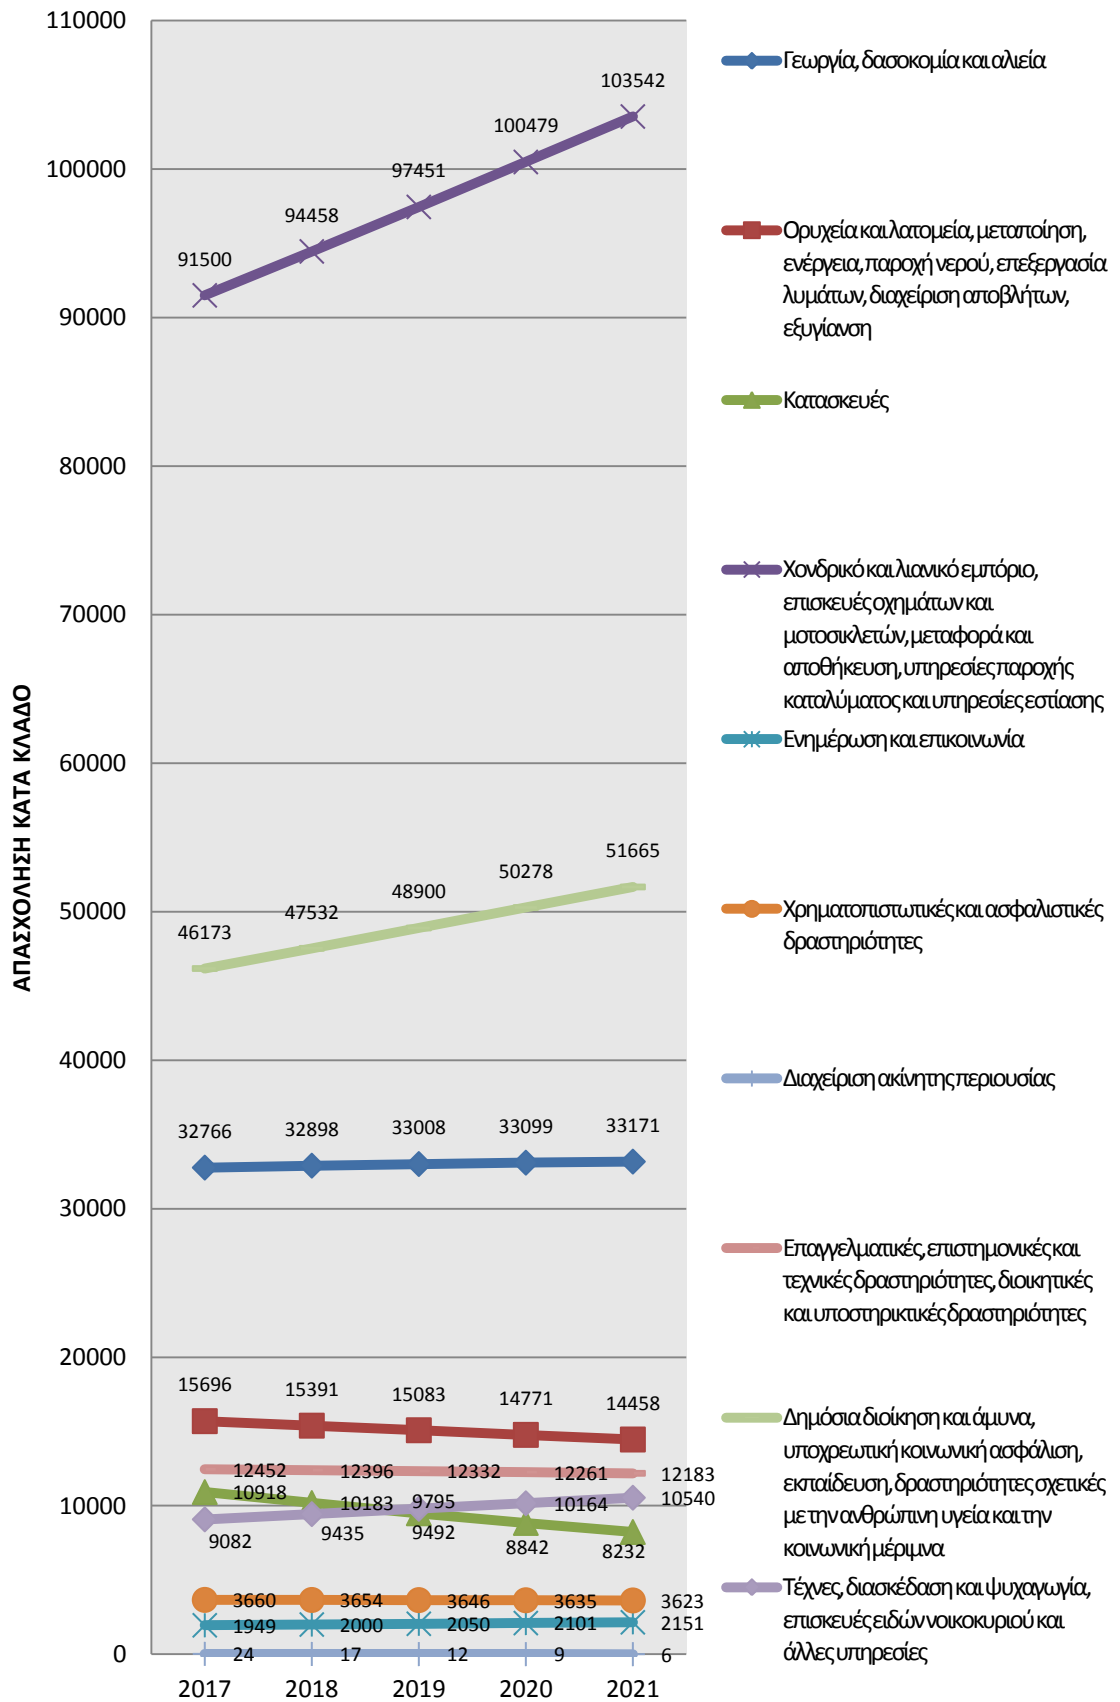 ΑΠΑΣΧΟΛΗΣΗ ΚΑΤΑ ΚΛΑΔΟ
110000
100000
90000
80000
70000
60000
50000
40000
30000
20000
10000
0
2017 2018 2019 2020 2021
91500 94458 97451 100479 103542
46173 47532 48900 50278 51665
32766 32898 33008 33099 33171
15696 15391 15083 14771 14458
12452 12396 12332 12261 12183
10918 10183 9492 8842 8232
9082 9435 9795 10164 10540
3660 3654 3646 3635 3623
1949 2000 2050 2101 2151
24 17 12 9 6
Γεωργία, δασοκομία και αλιεία
Ορυχεία και λατομεία, μεταποίηση,
ενέργεια, παροχή νερού, επεξεργασία
λυμάτων, διαχείριση αποβλήτων,
εξυγίανση
Κατασκευές
Χονδρικό και λιανικό εμπόριο,
επισκευές οχημάτων και
μοτοσικλετών, μεταφορά και
αποθήκευση, υπηρεσίες παροχής
καταλύματος και υπηρεσίες εστίασης
Ενημέρωση και επικοινωνία
Χρηματοπιστωτικές και ασφαλιστικές
δραστηριότητες
Διαχείριση ακίνητης περιουσίας
Επαγγελματικές, επιστημονικές και
τεχνικές δραστηριότητες, διοικητικές
και υποστηρικτικές δραστηριότητες
Δημόσια διοίκηση και άμυνα,
υποχρεωτική κοινωνική ασφάλιση,
εκπαίδευση, δραστηριότητες σχετικές
με την ανθρώπινη υγεία και την
κοινωνική μέριμνα
Τέχνες, διασκέδαση και ψυχαγωγία,
επισκευές ειδών νοικοκυριού και
άλλες υπηρεσίες